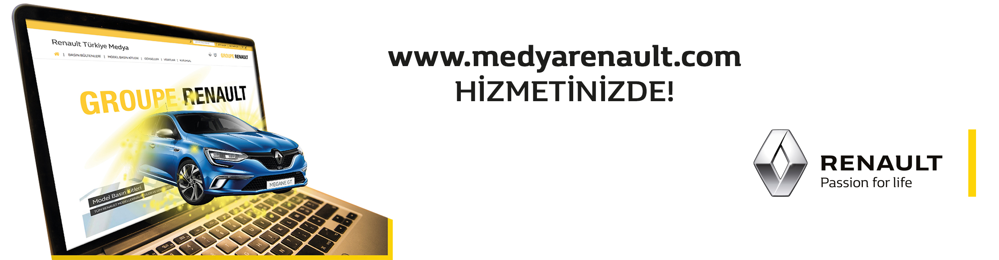 Renault Türkiye Medya
BASIN BÜLTENLERİ | MODEL BASIN KİTLERİ | GÖRSELLER | VİDEOLAR | KURUMSAL
GROUPE RENAULT
GROUPE RENAULT
MEGANE GT
Model Basın Kitleri
TÜM RENAULT MODELLERİNİN BİLGİLERİ VE GÖRSELLERİ
www.medyarenault.com
HİZMETİNİZDE!
RENAULT
Passion for life